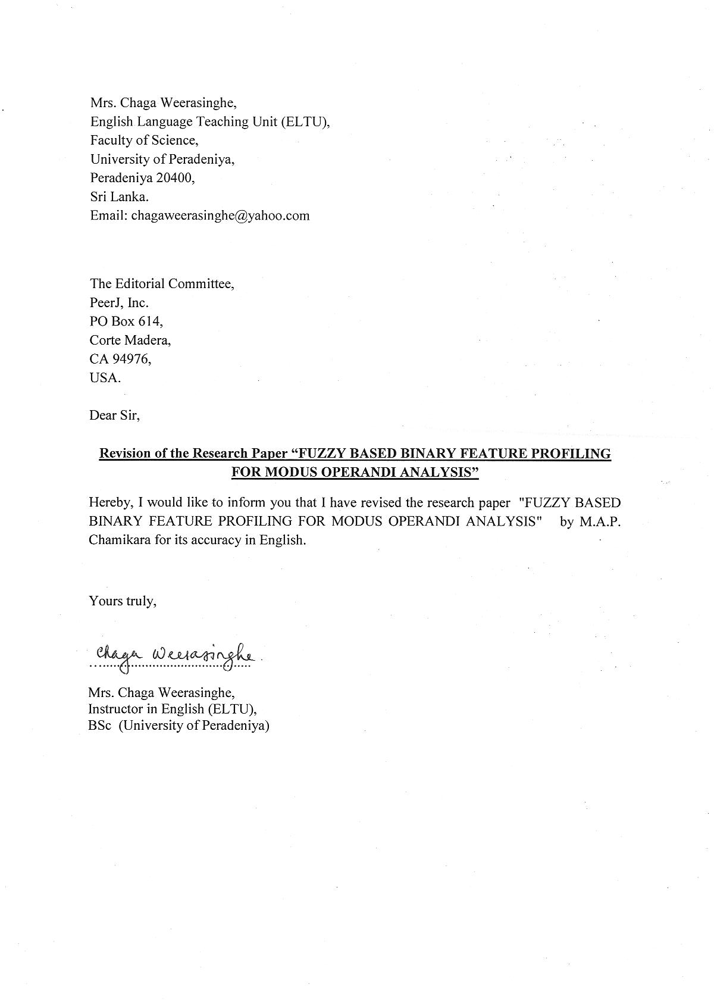 Mrs. Chaga Weerasinghe,
English Language Teaching Unit (ELTU),
Faculty of Science,
University of Peradeniya,
Peradeniya 20400,
Sri Lanka.
Email: chagaweerasinghe@yahoo.com
The Editorial Committee,
PeerJ, Inc.
PO Box 614,
Corte Madera,
CA 94976,
USA.
Dear Sir,
Revision of the Research Paper “FUZZY BASED BINARY FEATURE PROFILING
FOR MODUS OPERANDI ANALYSIS”
Hereby, I would like to inform you that I have revised the research paper "FUZZY BASED
BINARY FEATURE PROFILING FOR MODUS OPERANDI ANALYSIS" by M.A.P.
Chamikara for its accuracy in English.
Yours truly,
Chaga Weerasinghe
Mrs. Chaga Weerasinghe,
Instructor in English (ELTU),
BSc (University of Peradeniya)